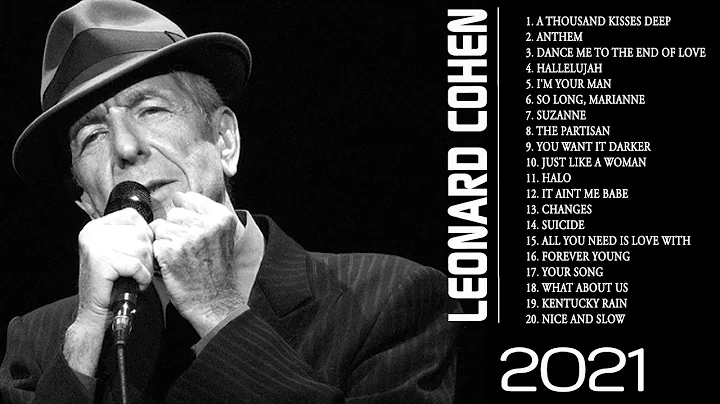 LEONARD COHEN
1. A THOUSAND KISSES DEEP
2. ANTHEM
3. DANCE ME TO THE END OF LOVE
4. HALLELUJAH
5. I'M YOUR MAN
6. SO LONG, MARIANNE
7. SUZANNE
8. THE PARTISAN
9. YOU WANT IT DARKER
10. JUST LIKE A WOMAN
11. HALO
12. IT AINT ME BABE
13. CHANGES
14. SUICIDE
15. ALL YOU NEED IS LOVE WITH
16. FOREVER YOUNG
17. YOUR SONG
18. WHAT ABOUT US
19. KENTUCKY RAIN
20. NICE AND SLOW
2021